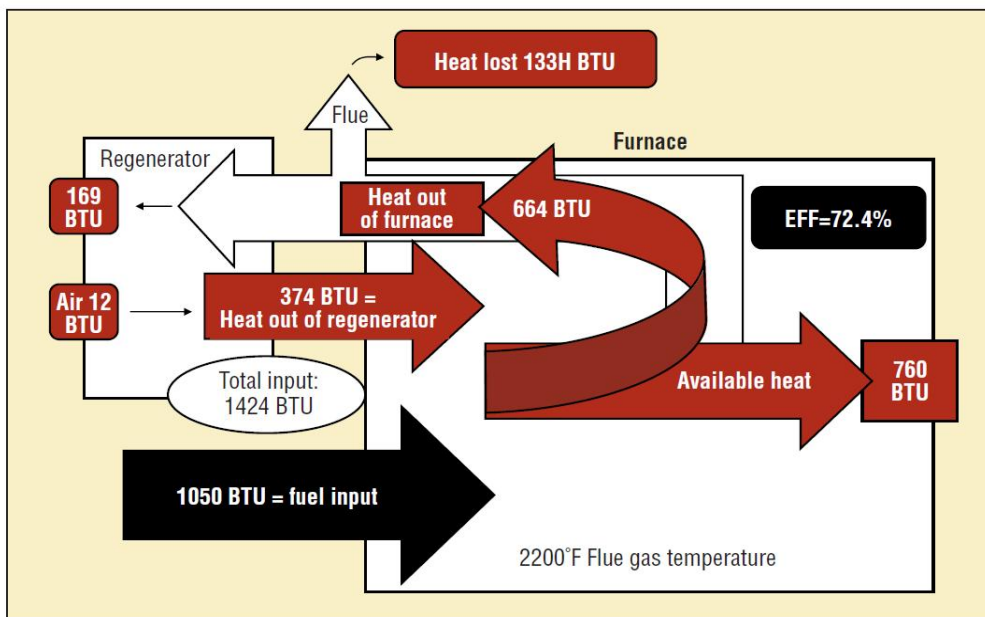 Heat lost 133H BTU
Flue
Furnace
Regenerator
169
BTU
Heat out
of furnace
664 BTU
EFF=72.4%
Air 12
BTU
374 BTU =
Heat out of regenerator
Total input:
1424 BTU
Available heat
760
BTU
1050 BTU = fuel input
2200°F Flue gas temperature